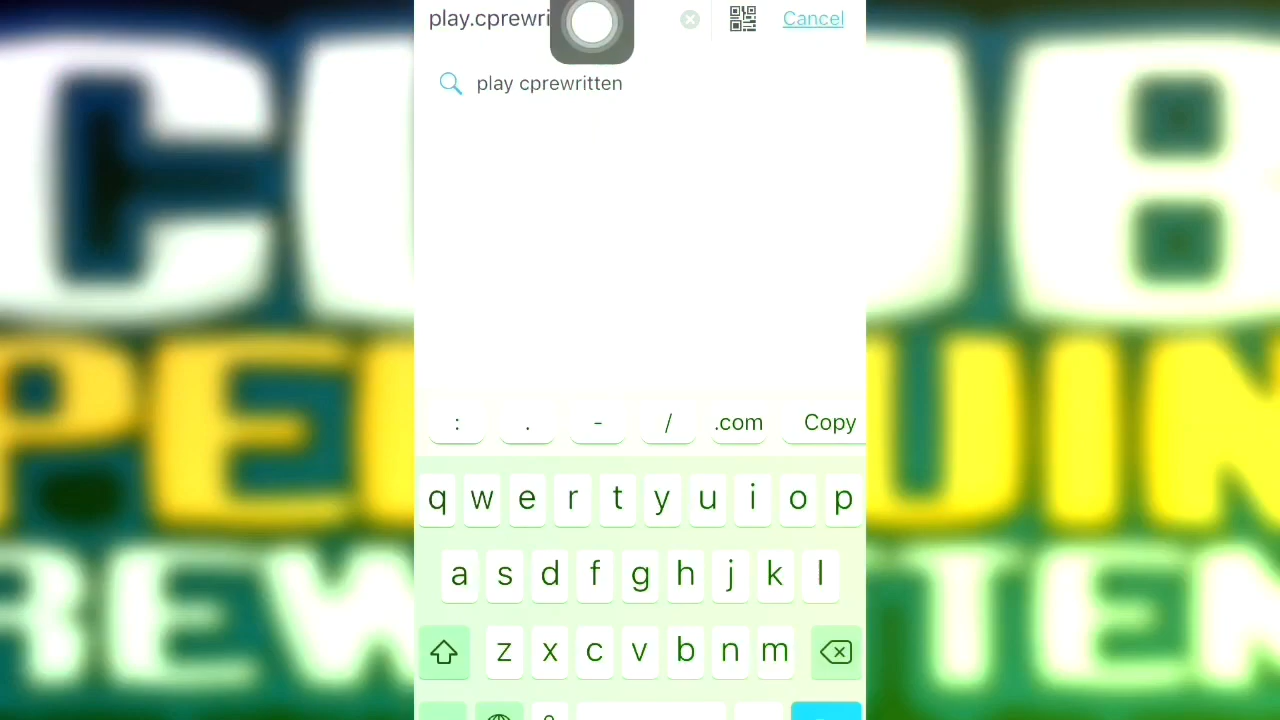 play.cprewri
Cancel
play cprewritten
: . - / .com Copy
q w e r t y u i o p
a s d f g h j k l
z x c v b n m